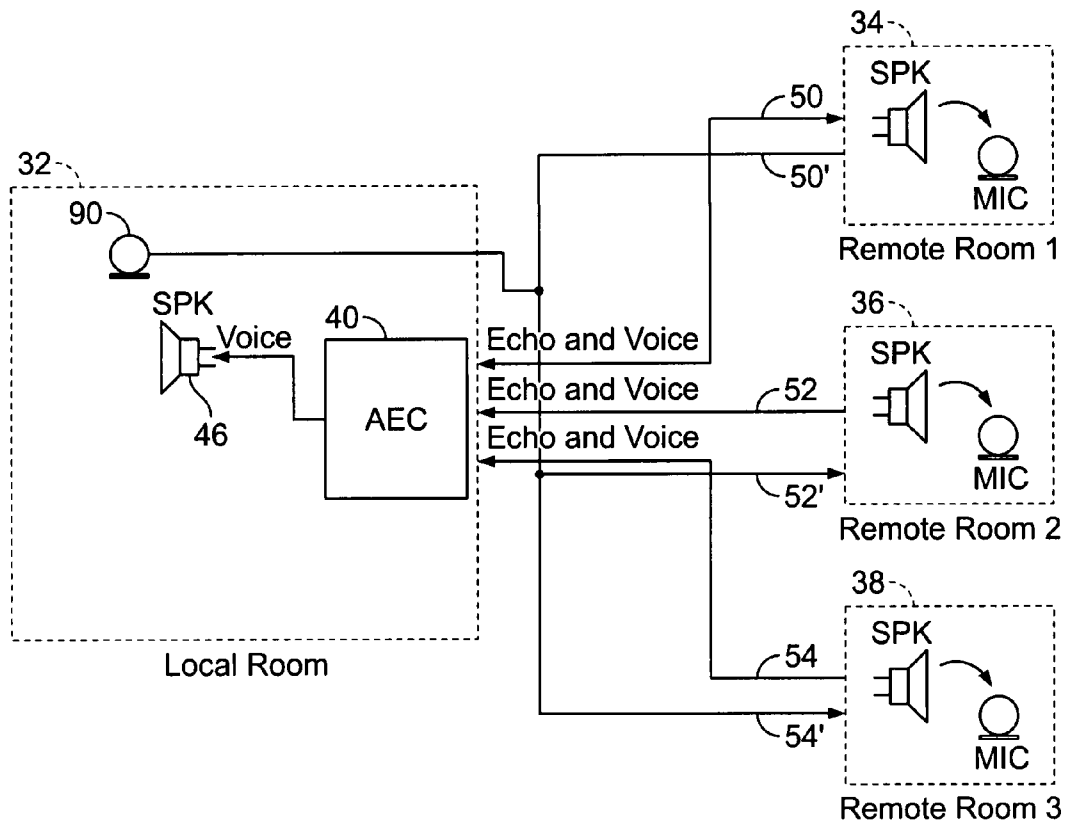 34
SPK
50
50'
MIC
Remote Room 1
32
90
SPK
Voice
46
40
AEC
Echo and Voice
Echo and Voice
Echo and Voice
Local Room
36
SPK
52
52'
MIC
Remote Room 2
38
SPK
54
54'
MIC
Remote Room 3